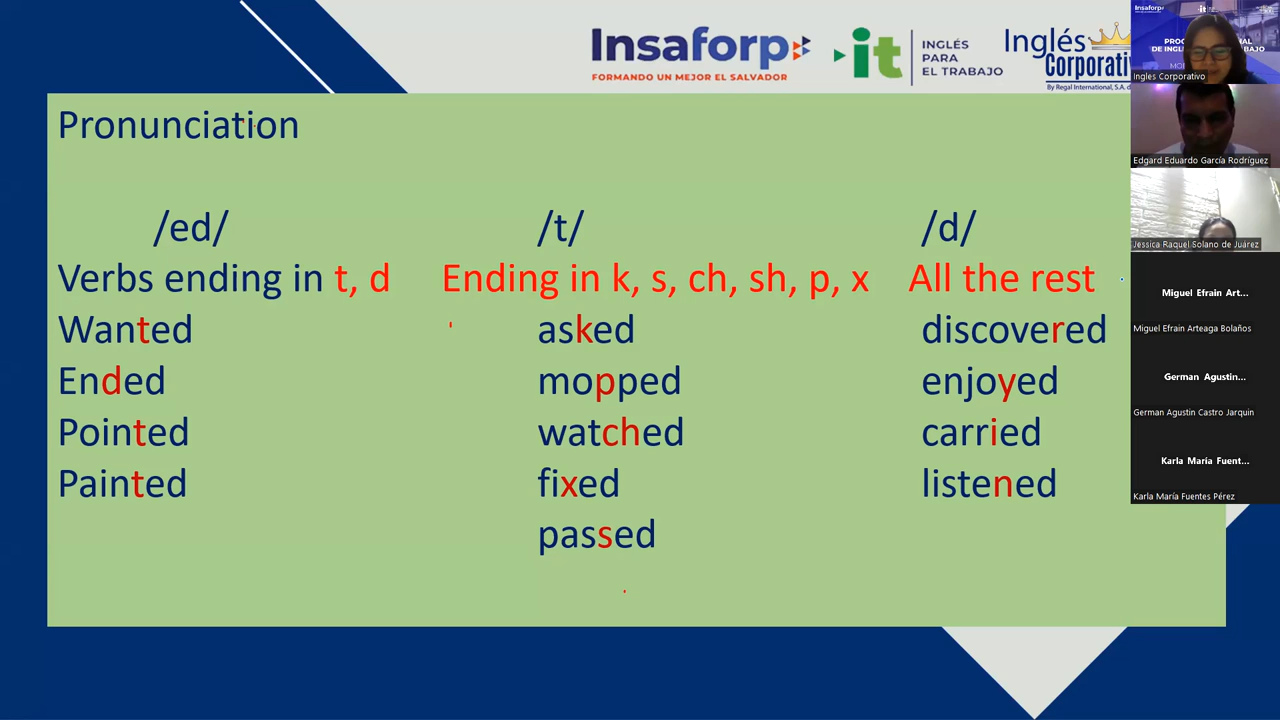 Insaforp
FORMANDO UN MEJOR EL SALVADOR
it
INGLÉS
PARA
EL TRABAJO
Inglés
Corporativ
By Regal International, S.A. d
Pronunciation
/ed/ /t/ /d/
Verbs ending in t, d Ending in k, s, ch, sh, p, x All the rest
Wanted asked discovered
Ended mopped enjoyed
Pointed watched carried
Painted fixed listened
passed
Insaforp
it
Ingles Corporativo
Edgard Eduardo García Rodríguez
Jessica Raquel Solano de Juárez
Miguel Efrain Art...
Miguel Efrain Arteaga Bolaños
German Agustin...
German Agustin Castro Jarquin
Karla María Fuent...
Karla María Fuentes Pérez